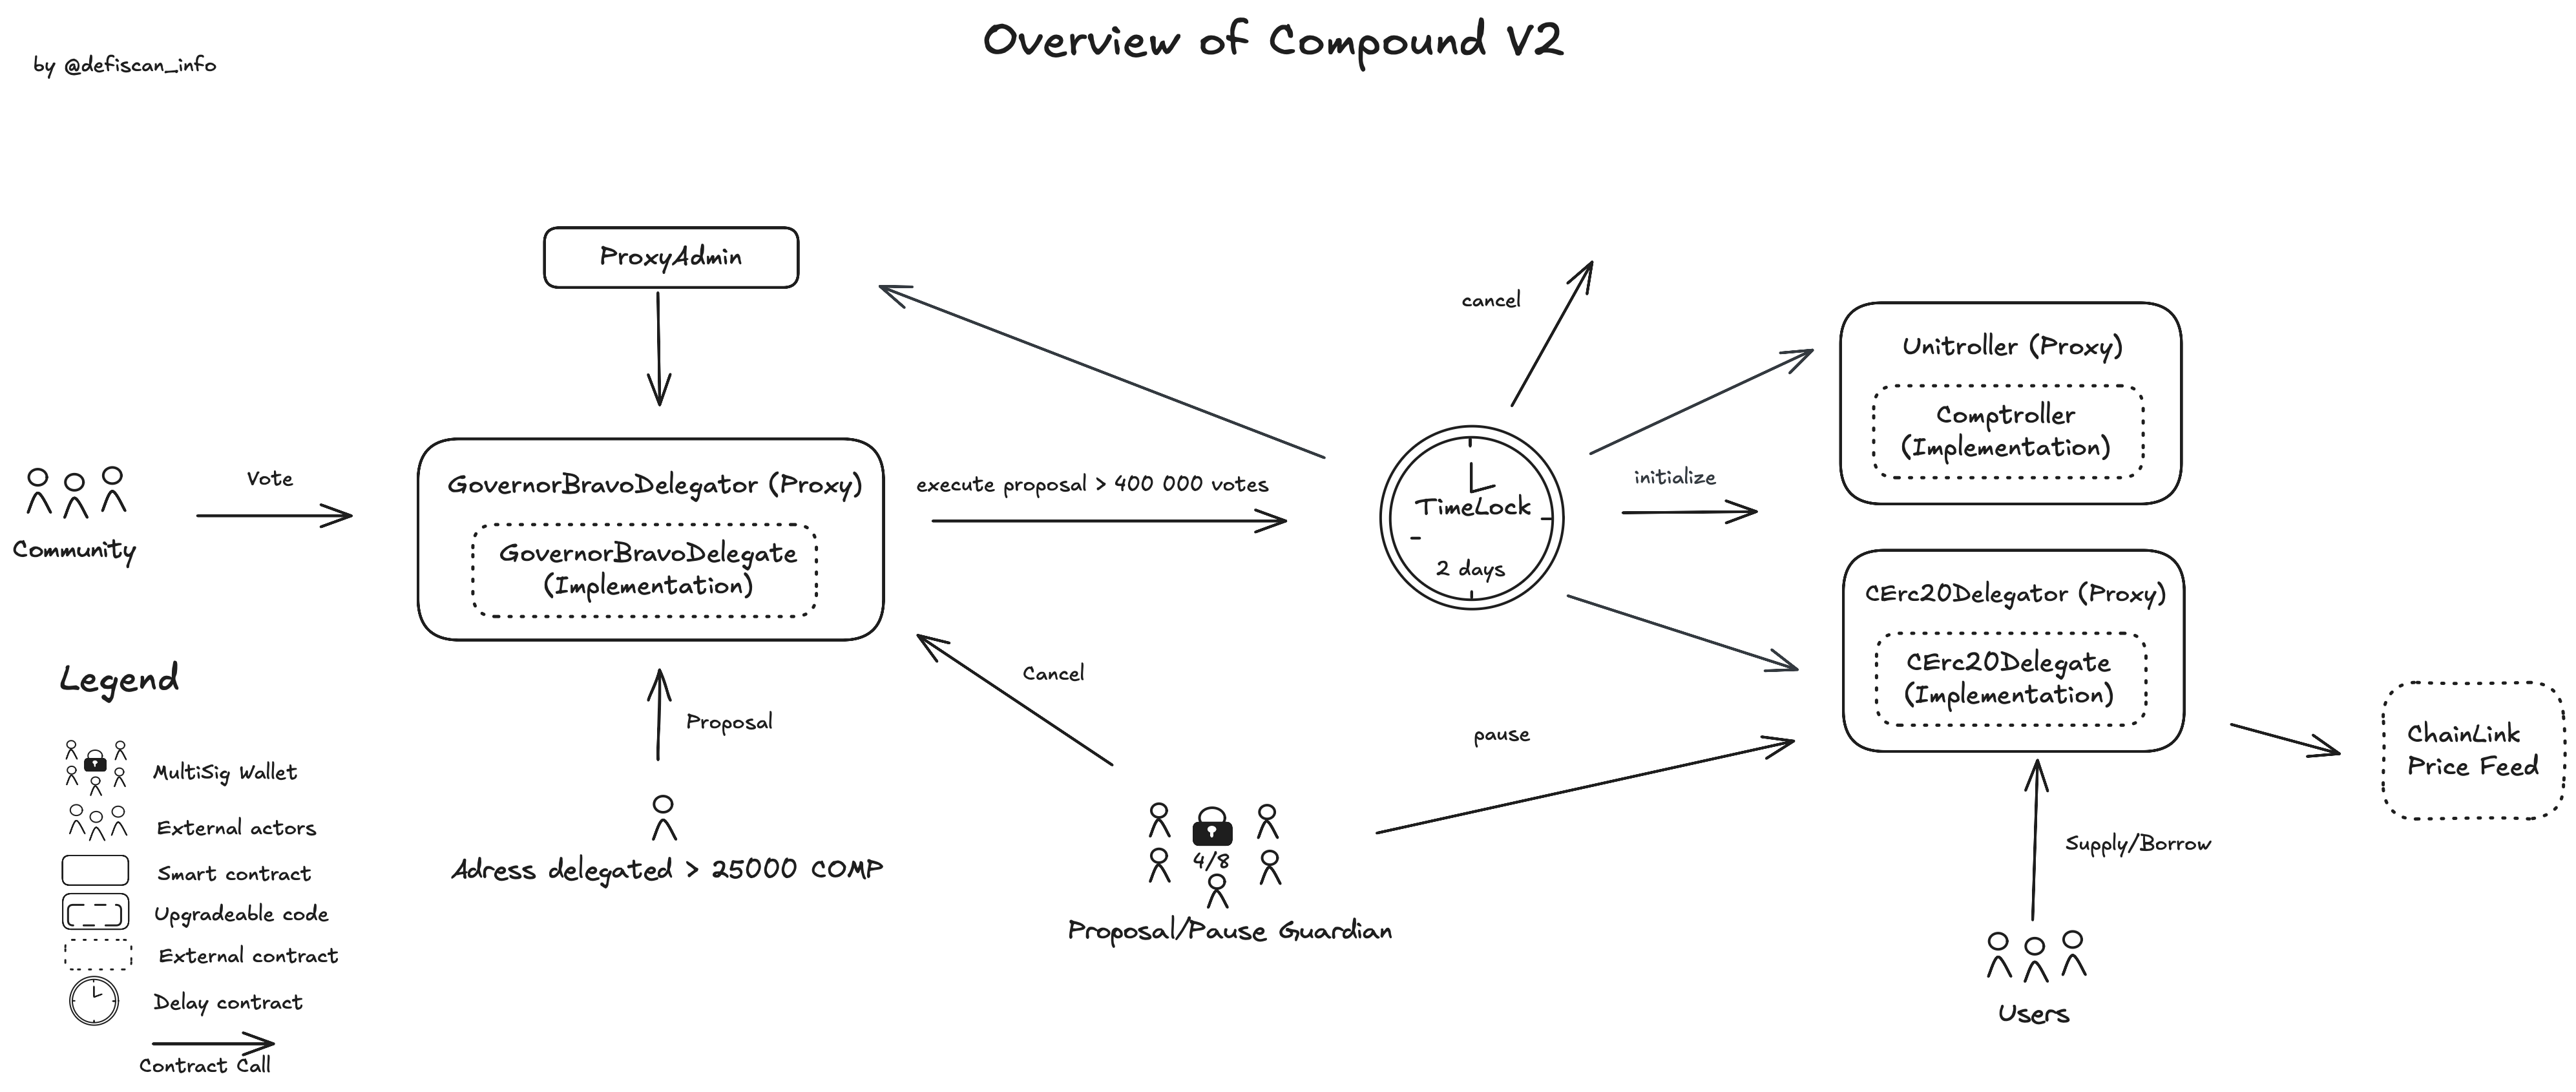 Overview of Compound V2
by @defiscan_info
ProxyAdmin
cancel
Unitroller (Proxy)
Comptroller
(Implementation)
Vote
Community
GovernorBravoDelegator (Proxy)
GovernorBravoDelegate
(Implementation)
execute proposal > 400 000 votes
TimeLock
2 days
initialize
CErc20Delegator (Proxy)
CErc20Delegate
(Implementation)
Cancel
Proposal
pause
ChainLink
Price Feed
Adress delegated > 25000 COMP
4/8
Proposal/Pause Guardian
Supply/Borrow
Users
Legend
MultiSig Wallet
External actors
Smart contract
Upgradeable code
External contract
Delay contract
Contract Call